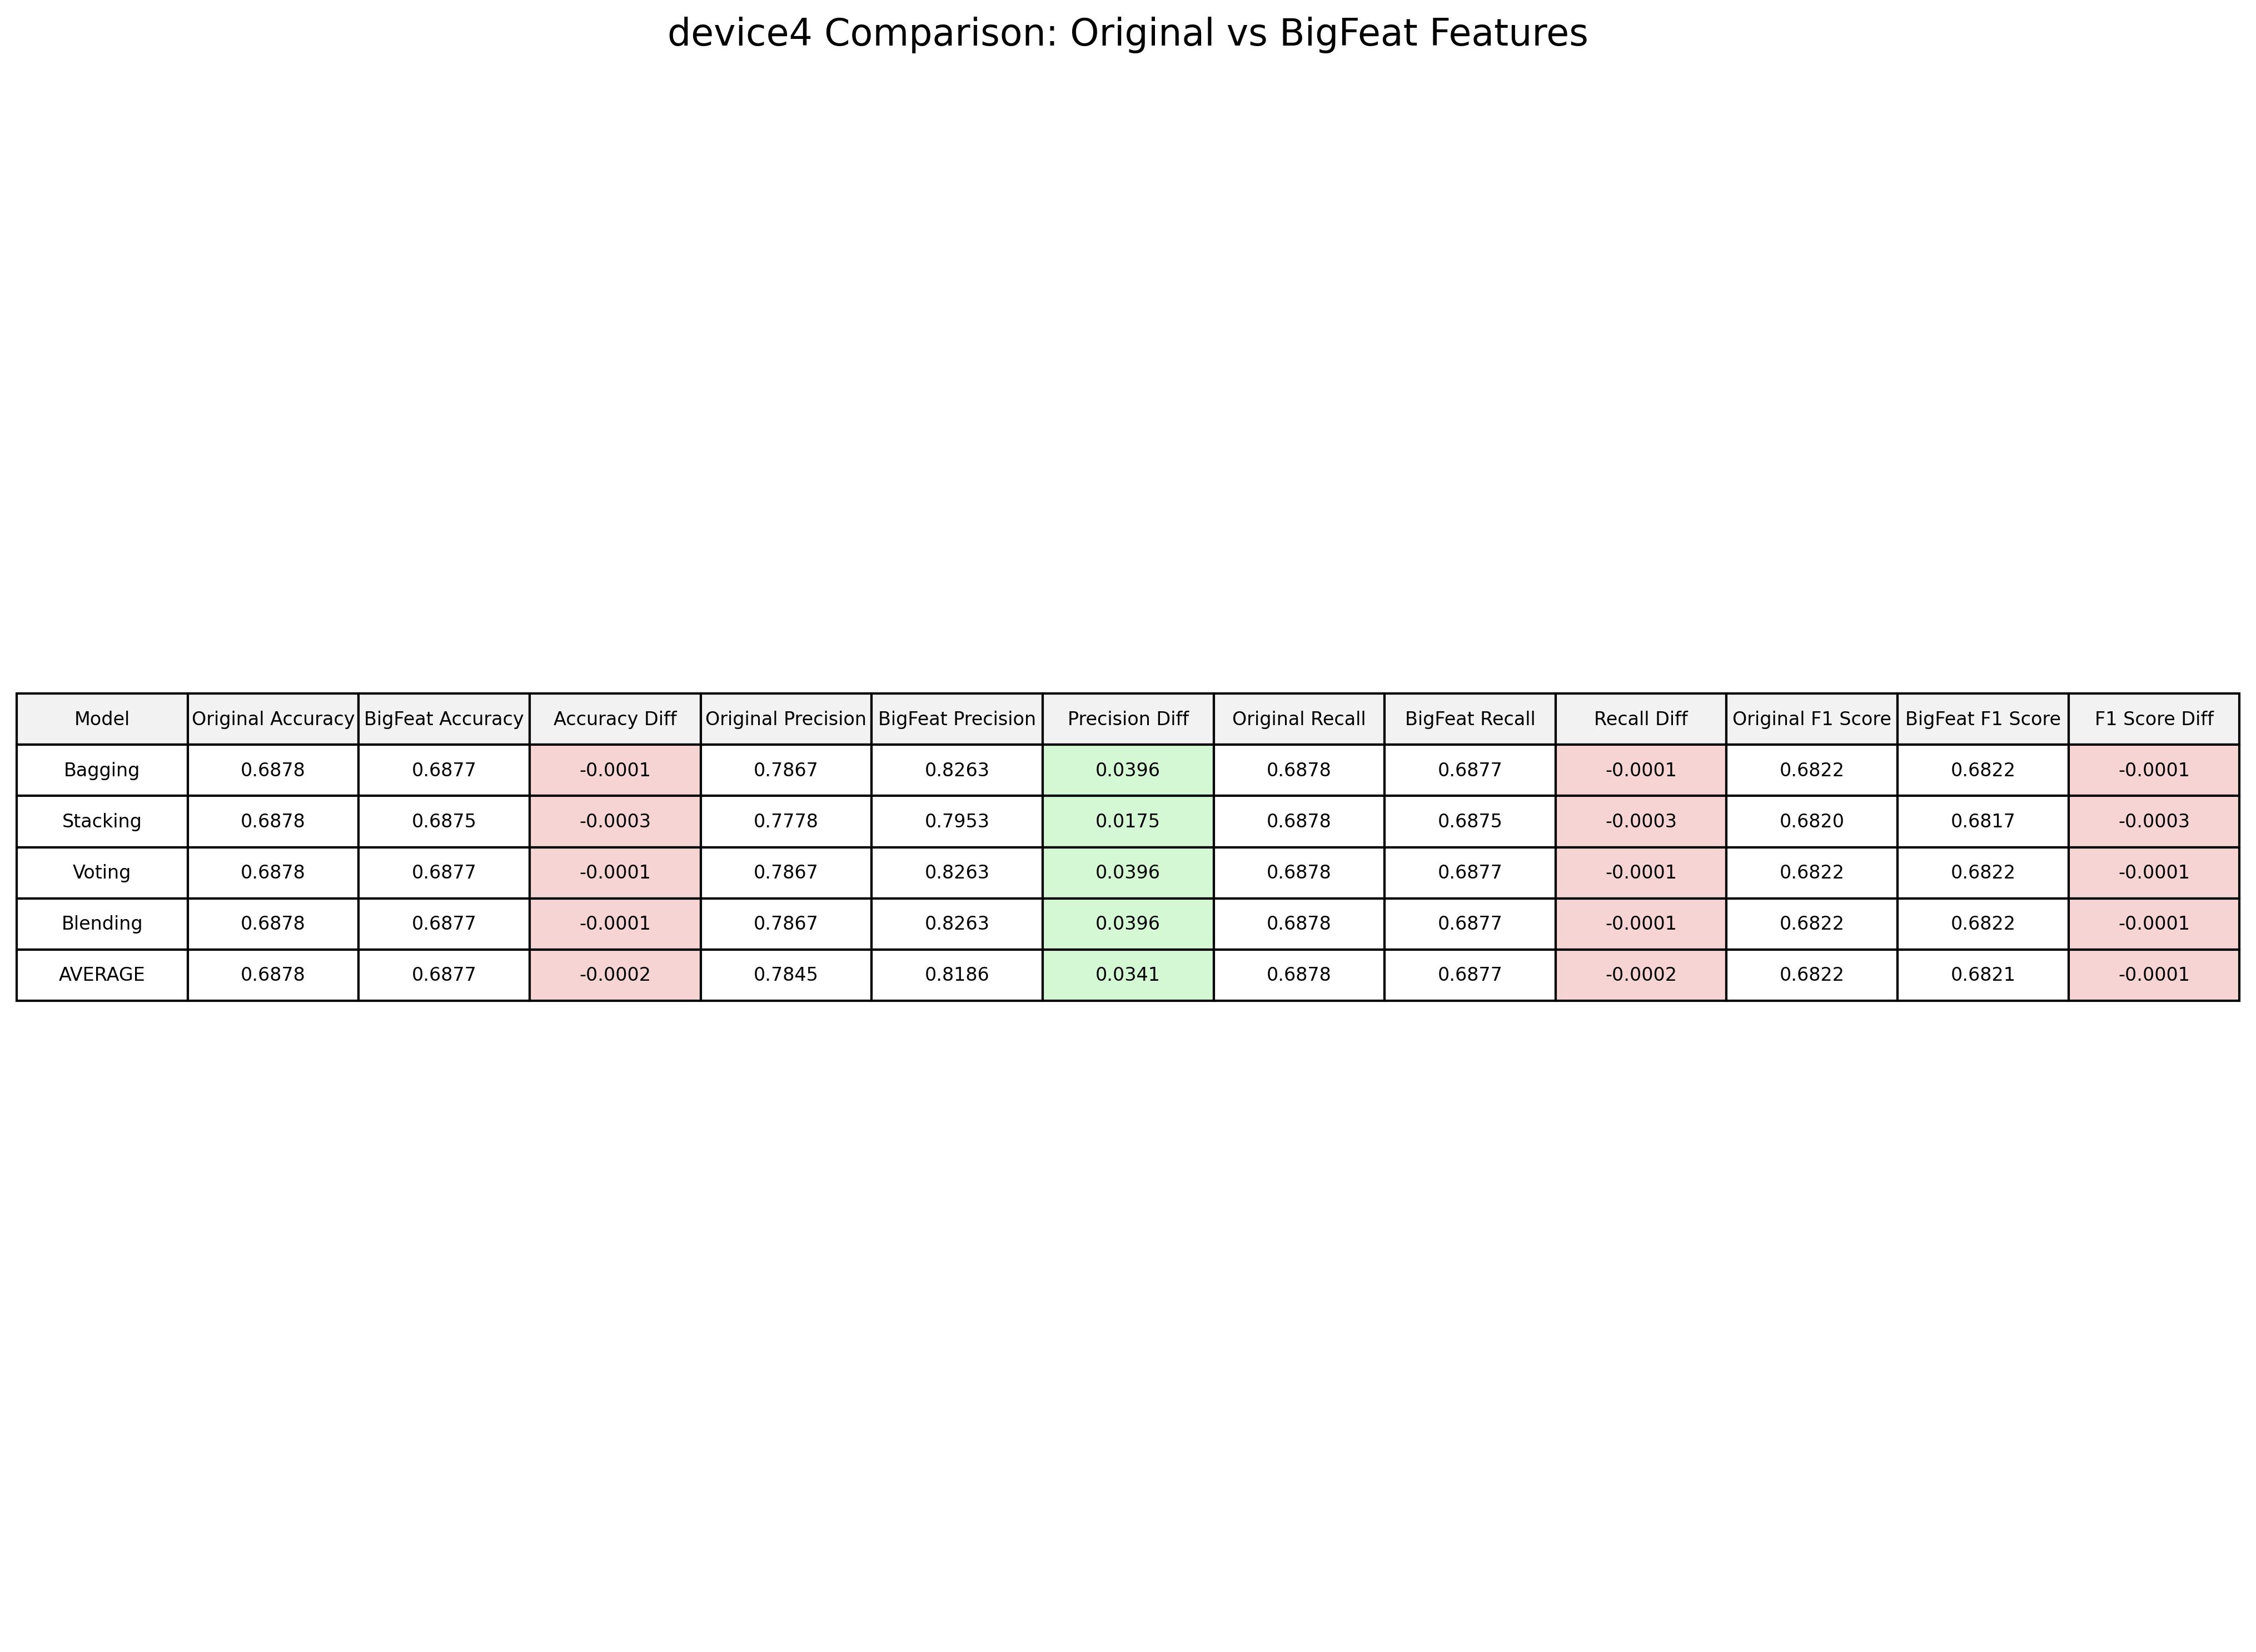 device4 Comparison: Original vs BigFeat Features
Model Original Accuracy BigFeat Accuracy Accuracy Diff Original Precision BigFeat Precision Precision Diff Original Recall BigFeat Recall Recall Diff Original F1 Score BigFeat F1 Score F1 Score Diff
Bagging 0.6878 0.6877 -0.0001 0.7867 0.8263 0.0396 0.6878 0.6877 -0.0001 0.6822 0.6822 -0.0001
Stacking 0.6878 0.6875 -0.0003 0.7778 0.7953 0.0175 0.6878 0.6875 -0.0003 0.6820 0.6817 -0.0003
Voting 0.6878 0.6877 -0.0001 0.7867 0.8263 0.0396 0.6878 0.6877 -0.0001 0.6822 0.6822 -0.0001
Blending 0.6878 0.6877 -0.0001 0.7867 0.8263 0.0396 0.6878 0.6877 -0.0001 0.6822 0.6822 -0.0001
AVERAGE 0.6878 0.6877 -0.0002 0.7845 0.8186 0.0341 0.6878 0.6877 -0.0002 0.6822 0.6821 -0.0001